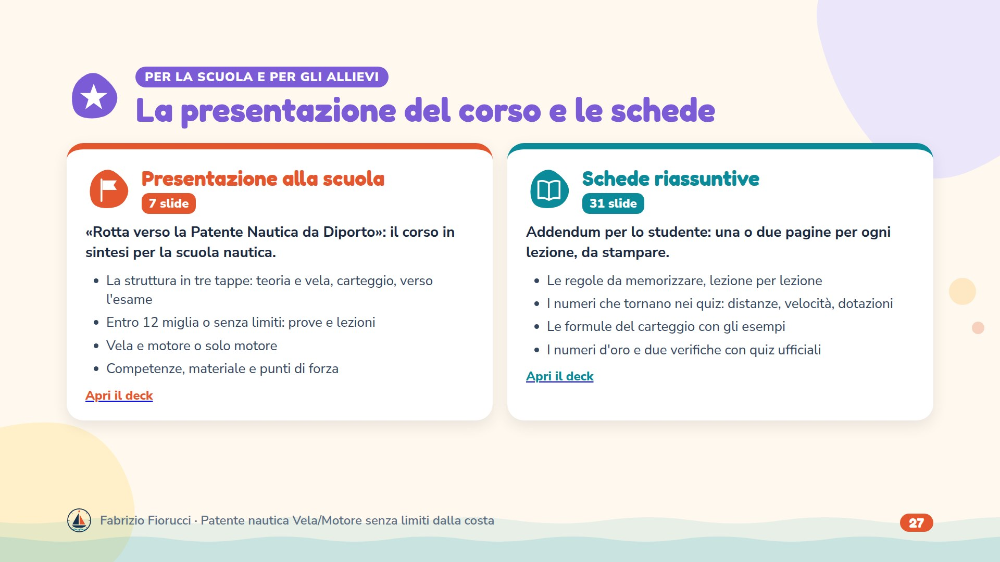 PER LA SCUOLA E PER GLI ALLIEVI
La presentazione del corso e le schede
Presentazione alla scuola
7 slide
«Rotta verso la Patente Nautica da Diporto»: il corso in
sintesi per la scuola nautica.
La struttura in tre tappe: teoria e vela, carteggio, verso
l'esame
Entro 12 miglia o senza limiti: prove e lezioni
Vela e motore o solo motore
Competenze, materiale e punti di forza
Apri il deck
Schede riassuntive
31 slide
Addendum per lo studente: una o due pagine per ogni
lezione, da stampare.
Le regole da memorizzare, lezione per lezione
I numeri che tornano nei quiz: distanze, velocità, dotazioni
Le formule del carteggio con gli esempi
I numeri d'oro e due verifiche con quiz ufficiali
Apri il deck
Fabrizio Fiorucci · Patente nautica Vela/Motore senza limiti dalla costa
27